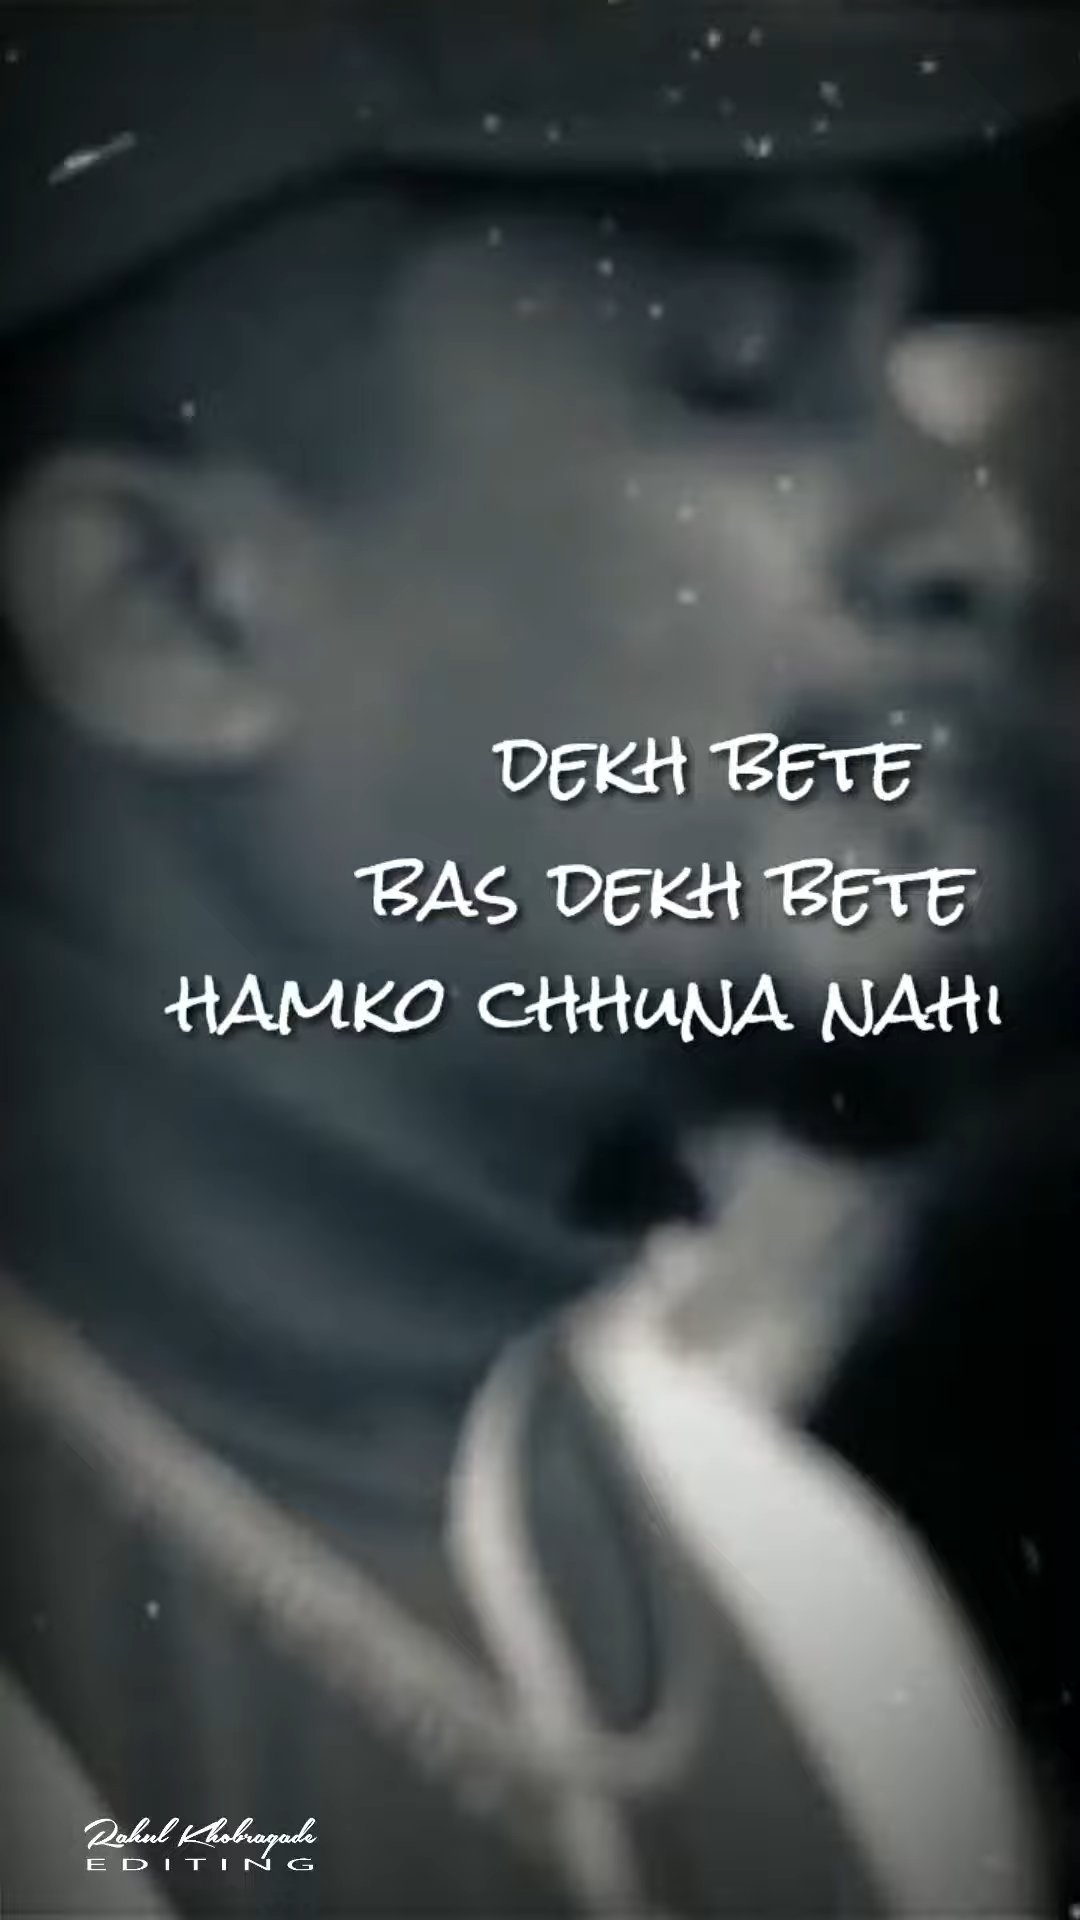 DEKH BETE
BAS DEKH BETE
HAMKO CHHUNA NAHI
Rahul Khobragade
EDITING